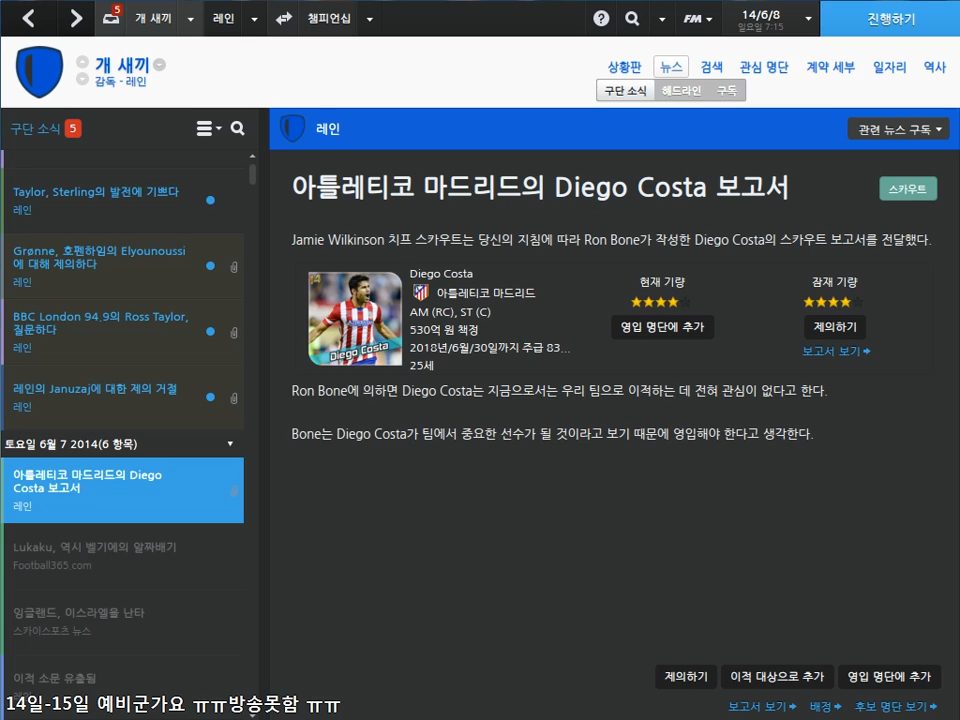 5
개 새끼
레인
챔피언십
?
FM
14/6/8
일요일 7:15
진행하기
개 새끼
감독 - 레인
상황판
뉴스
검색
관심 명단
계약 세부
일자리
역사
구단 소식
헤드라인
구독
구단 소식 5
레인
관련 뉴스 구독
Taylor, Sterling의 발전에 기쁘다
레인
Grønne, 호펜하임의 Elyounoussi
에 대해 제의하다
레인
BBC London 94.9의 Ross Taylor,
질문하다
레인
레인의 Januzaj에 대한 제의 거절
레인
토요일 6월 7 2014(6 항목)
아틀레티코 마드리드의 Diego
Costa 보고서
레인
Lukaku, 역시 벨기에의 알짜배기
Football365.com
잉글랜드, 이스라엘을 난타
스카이스포츠 뉴스
이적 소문 유출됨
아틀레티코 마드리드의 Diego Costa 보고서
스카우트
Jamie Wilkinson 치프 스카우트는 당신의 지침에 따라 Ron Bone가 작성한 Diego Costa의 스카우트 보고서를 전달했다.
14
Diego Costa
Diego Costa
아틀레티코 마드리드
AM (RC), ST (C)
530억 원 책정
2018년/6월/30일까지 주급 83...
25세
현재 기량
영입 명단에 추가
잠재 기량
제의하기
보고서 보기
Ron Bone에 의하면 Diego Costa는 지금으로서는 우리 팀으로 이적하는 데 전혀 관심이 없다고 한다.
Bone는 Diego Costa가 팀에서 중요한 선수가 될 것이라고 보기 때문에 영입해야 한다고 생각한다.
제의하기
이적 대상으로 추가
영입 명단에 추가
보고서 보기
배정
후보 명단 보기
14일-15일 예비군가요 ㅠㅠ방송못함 ㅠㅠ